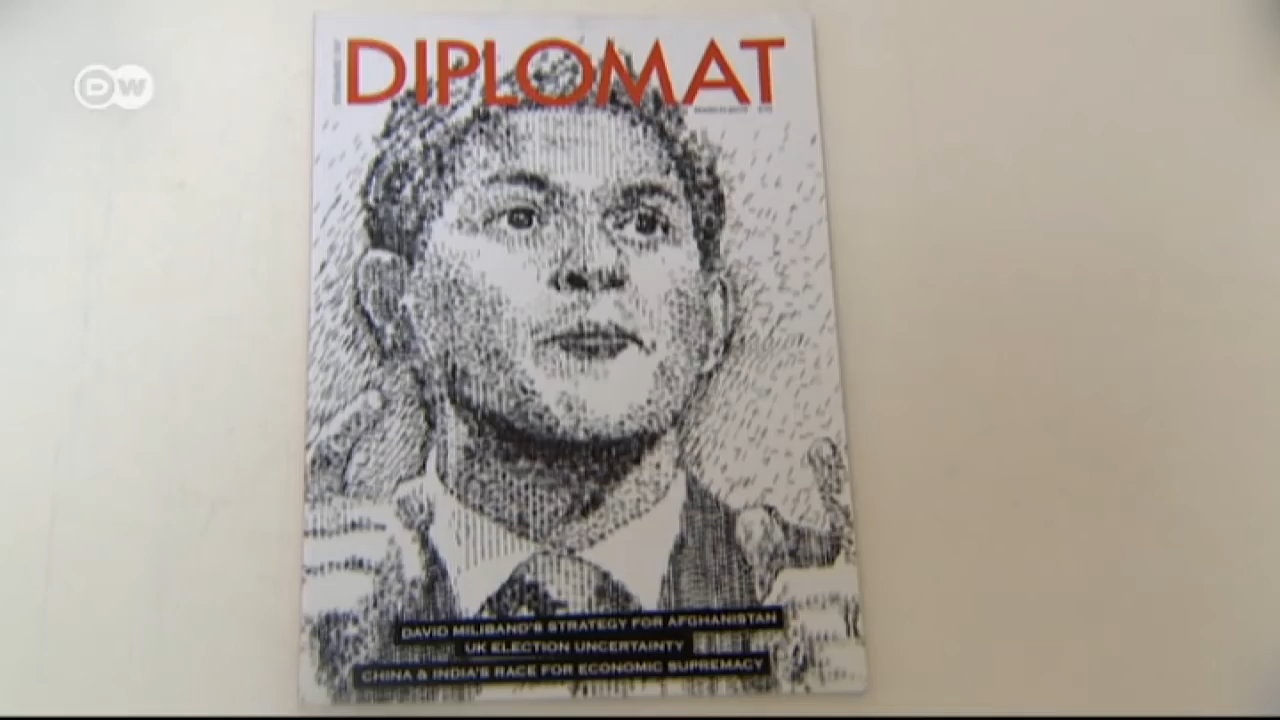 DW
DIPLOMAT
DAVID MILIBAND'S STRATEGY FOR AFGHANISTAN
UK ELECTION UNCERTAINTY
CHINA & INDIA'S RACE FOR ECONOMIC SUPREMACY